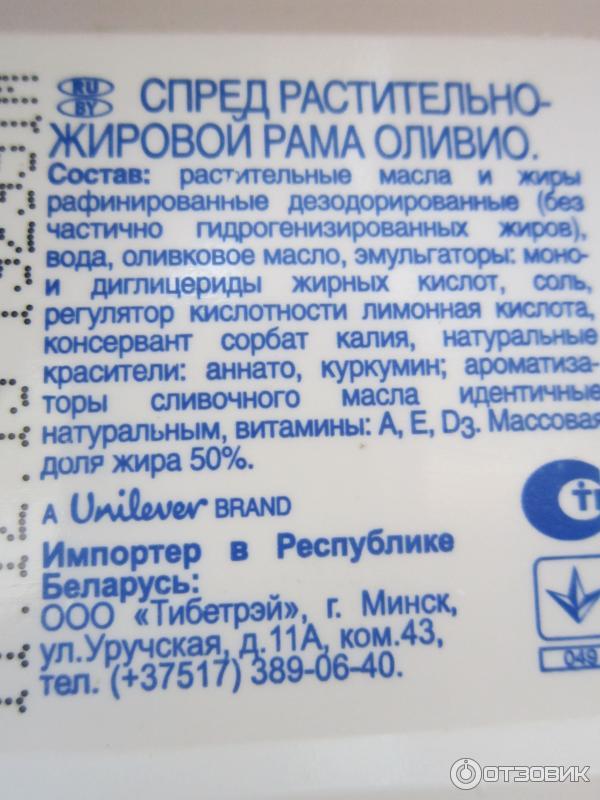 RU
BY
СПРЕД РАСТИТЕЛЬНО-
ЖИРОВОЙ РАМА ОЛИВИО.
Состав: растительные масла и жиры
рафинированные дезодорированные (без
частично гидрогенизированных жиров),
вода, оливковое масло, эмульгаторы: моно-
и диглицериды жирных кислот, соль,
регулятор кислотности лимонная кислота,
консервант сорбат калия, натуральные
красители: аннато, куркумин; ароматиза-
торы сливочного масла идентичные
натуральным, витамины: А, Е, D3. Массовая
доля жира 50%.
A Unilever BRAND
Импортер в Республике
Беларусь:
ООО «Тибетрэй», г. Минск,
ул.Уручская, д.11А, ком.43,
тел. (+37517) 389-06-40.
049
ОТЗОВИК